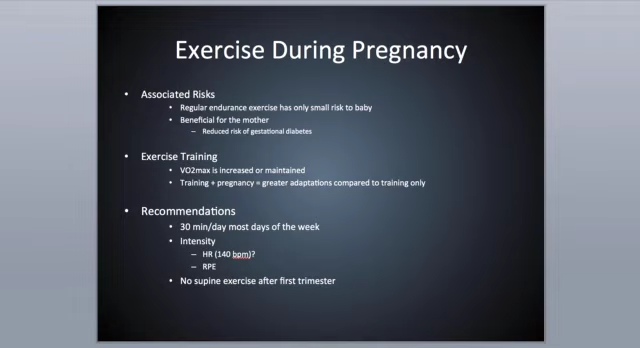 Exercise During Pregnancy
• Associated Risks
• Regular endurance exercise has only small risk to baby
• Beneficial for the mother
– Reduced risk of gestational diabetes
• Exercise Training
• VO2max is increased or maintained
• Training + pregnancy = greater adaptations compared to training only
• Recommendations
• 30 min/day most days of the week
• Intensity
– HR (140 bpm)?
– RPE
• No supine exercise after first trimester